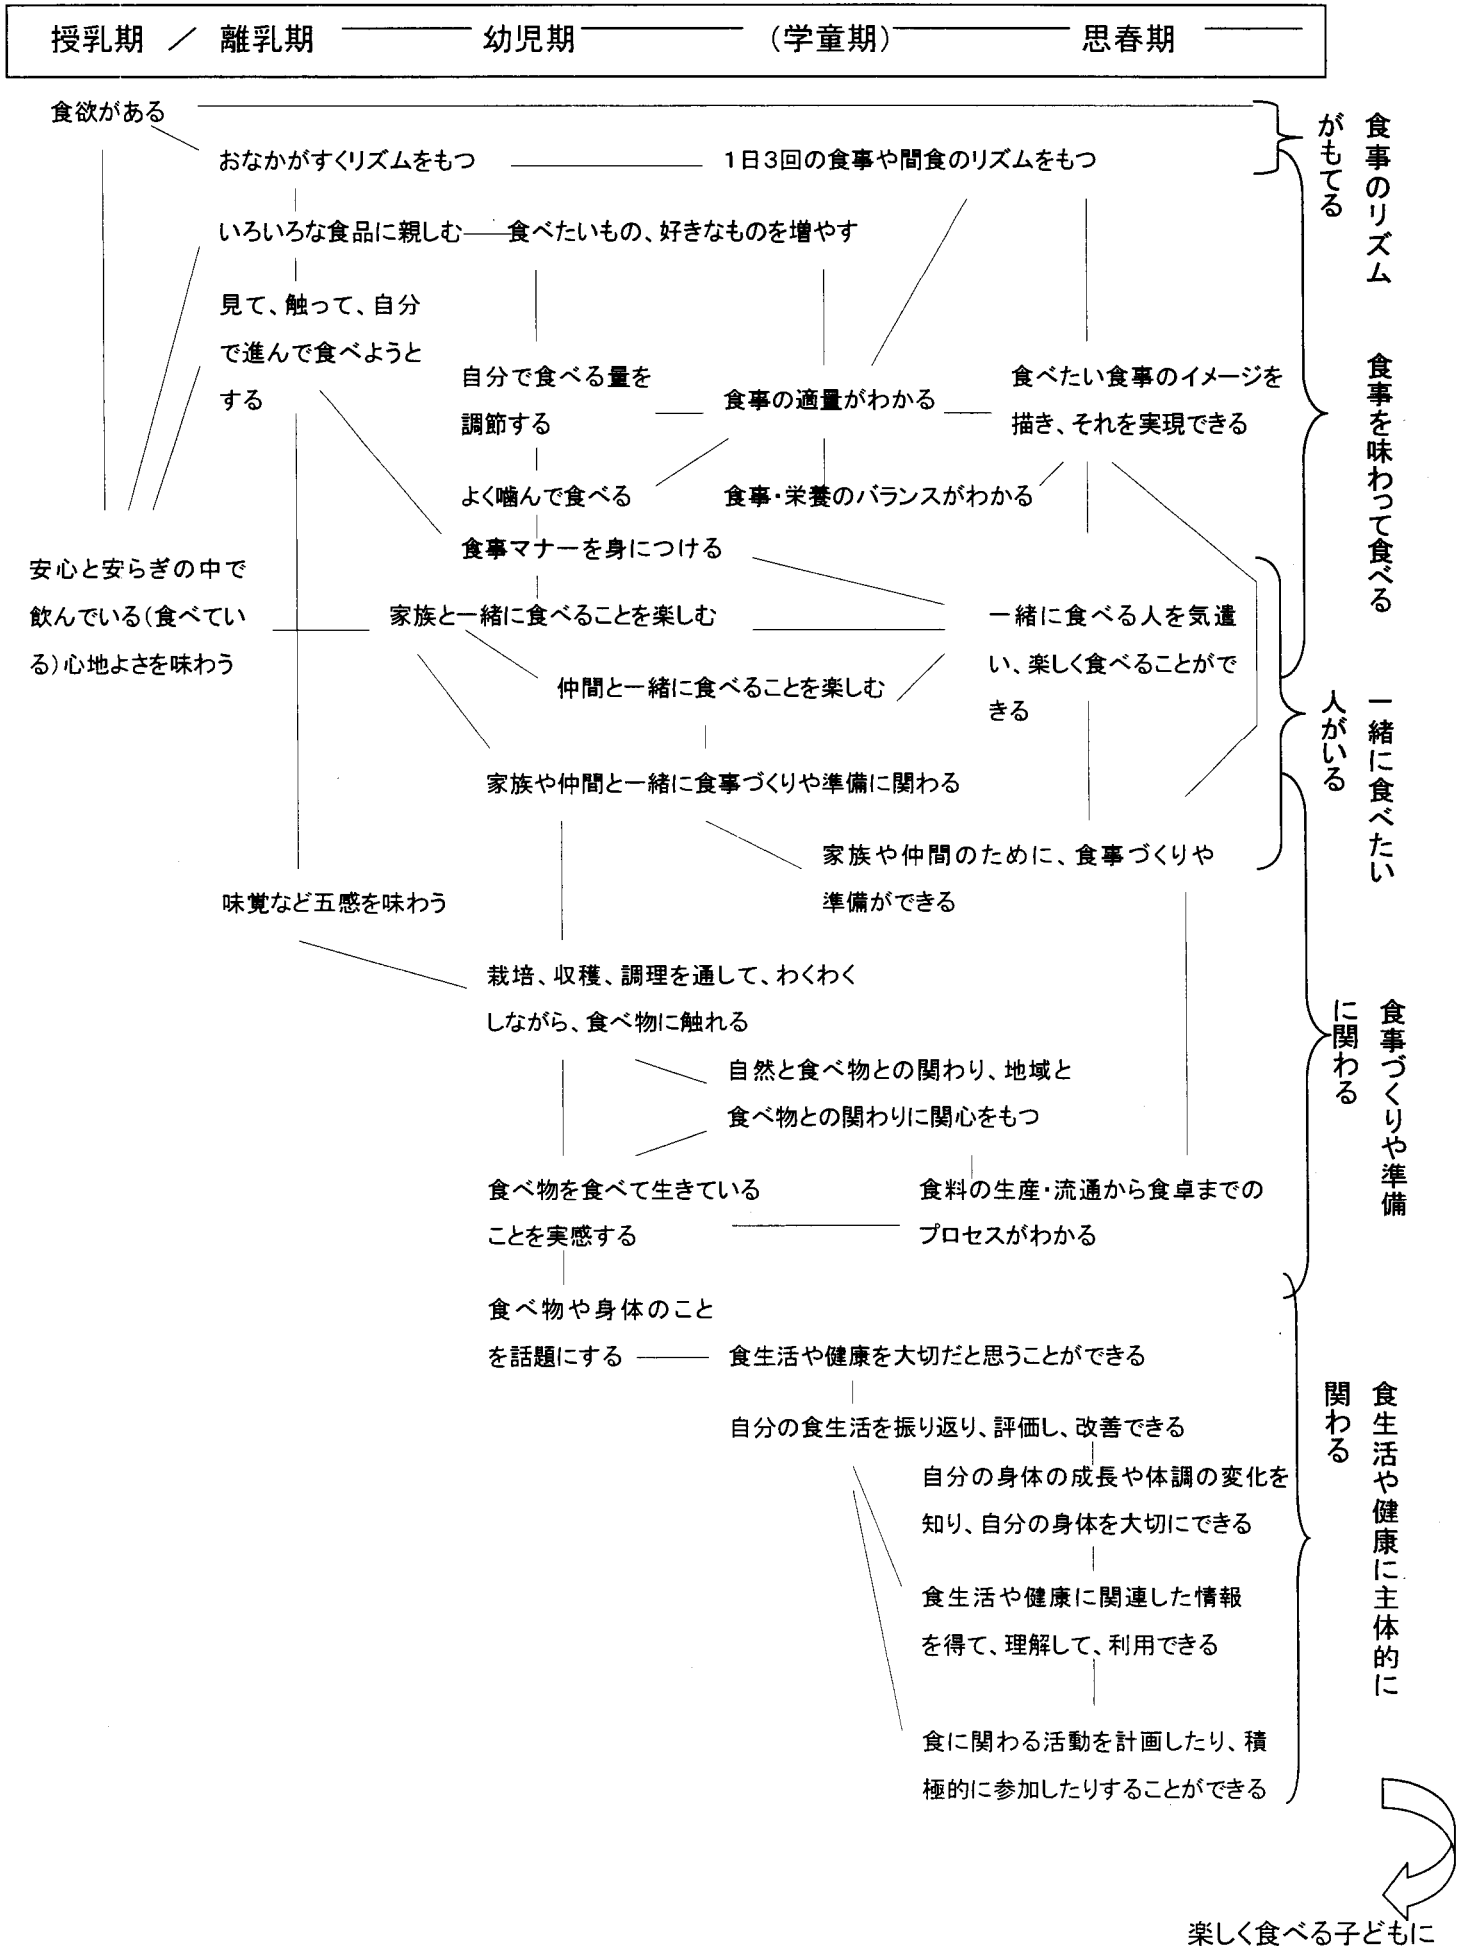 授乳期 / 離乳期 幼児期 (学童期) 思春期
食欲がある
おなかがすくリズムをもつ
1日3回の食事や間食のリズムをもつ
いろいろな食品に親しむ
食べたいもの、好きなものを増やす
見て、触って、自分
で進んで食べようと
する
自分で食べる量を
調節する
食事の適量がわかる
食べたい食事のイメージを
描き、それを実現できる
よく噛んで食べる
食事・栄養のバランスがわかる
食事マナーを身につける
安心と安らぎの中で
飲んでいる(食べてい
る)心地よさを味わう
家族と一緒に食べることを楽しむ
一緒に食べる人を気遣
い、楽しく食べることがで
きる
仲間と一緒に食べることを楽しむ
家族や仲間と一緒に食事づくりや準備に関わる
家族や仲間のために、食事づくりや
準備ができる
味覚など五感を味わう
栽培、収穫、調理を通して、わくわく
しながら、食べ物に触れる
自然と食べ物との関わり、地域と
食べ物との関わりに関心をもつ
食べ物を食べて生きている
ことを実感する
食料の生産・流通から食卓までの
プロセスがわかる
食べ物や身体のこと
を話題にする
食生活や健康を大切だと思うことができる
自分の食生活を振り返り、評価し、改善できる
自分の身体の成長や体調の変化を
知り、自分の身体を大切にできる
食生活や健康に関連した情報
を得て、理解して、利用できる
食に関わる活動を計画したり、積
極的に参加したりすることができる
食事のリズム
がもてる
食事を味わって食べる
一緒に食べたい
人がいる
食事づくりや準備
に関わる
食生活や健康に主体的に
関わる
楽しく食べる子どもに